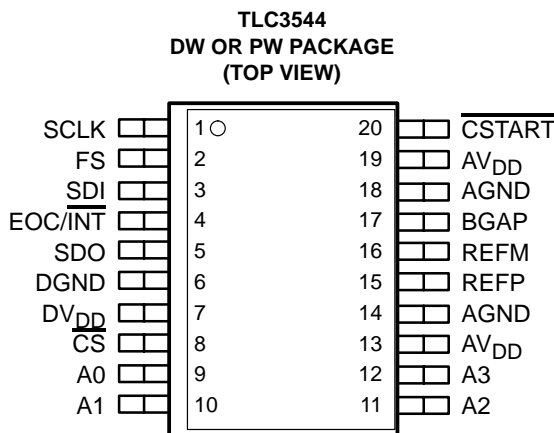 TLC3544
DW OR PW PACKAGE
(TOP VIEW)
SCLK 1 20 CSTART
FS 2 19 AVDD
SDI 3 18 AGND
EOC/INT 4 17 BGAP
SDO 5 16 REFM
DGND 6 15 REFP
DVDD 7 14 AGND
CS 8 13 AVDD
A0 9 12 A3
A1 10 11 A2